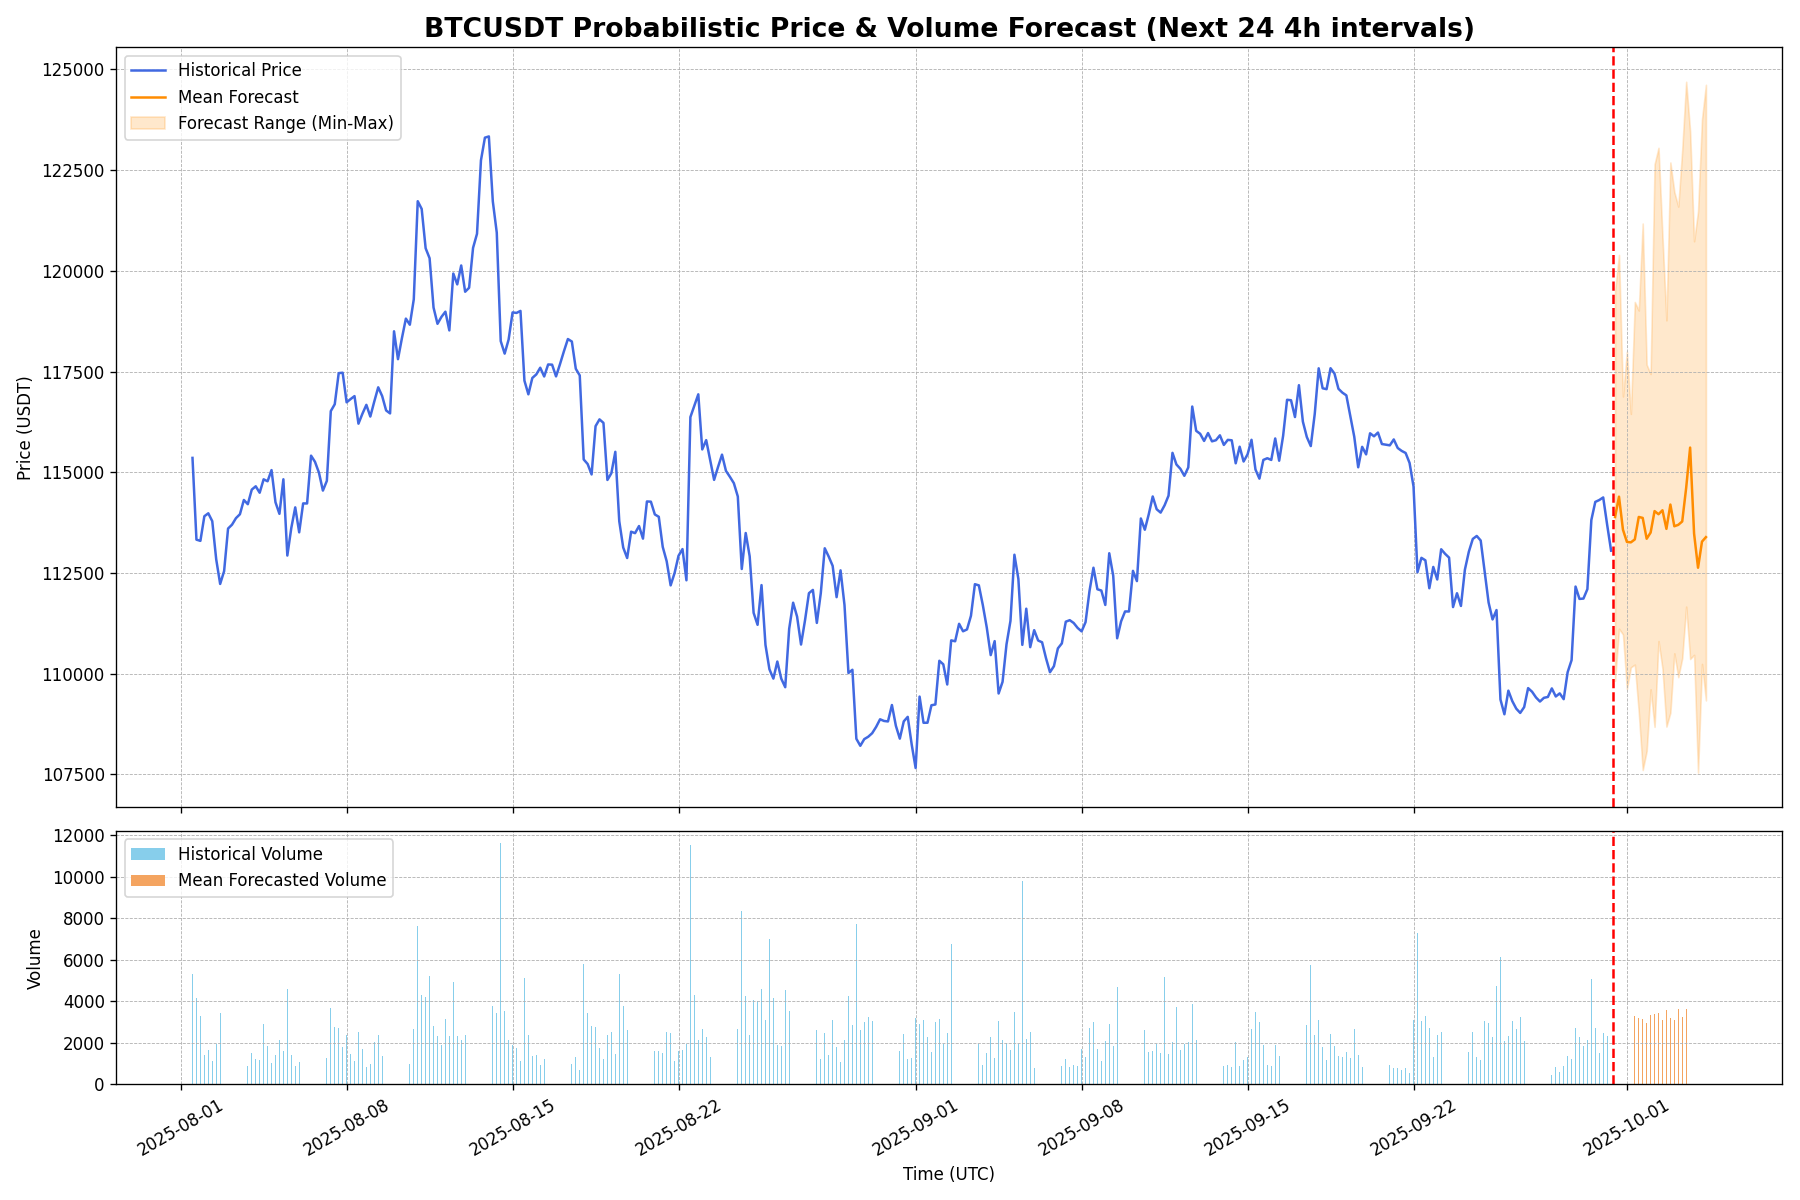 BTCUSDT Probabilistic Price & Volume Forecast (Next 24 4h intervals)
Historical Price
Mean Forecast
Forecast Range (Min-Max)
125000
122500
120000
117500
115000
112500
110000
107500
Price (USDT)
Historical Volume
Mean Forecasted Volume
12000
10000
8000
6000
4000
2000
0
Volume
2025-08-01
2025-08-08
2025-08-15
2025-08-22
2025-09-01
2025-09-08
2025-09-15
2025-09-22
2025-10-01
Time (UTC)